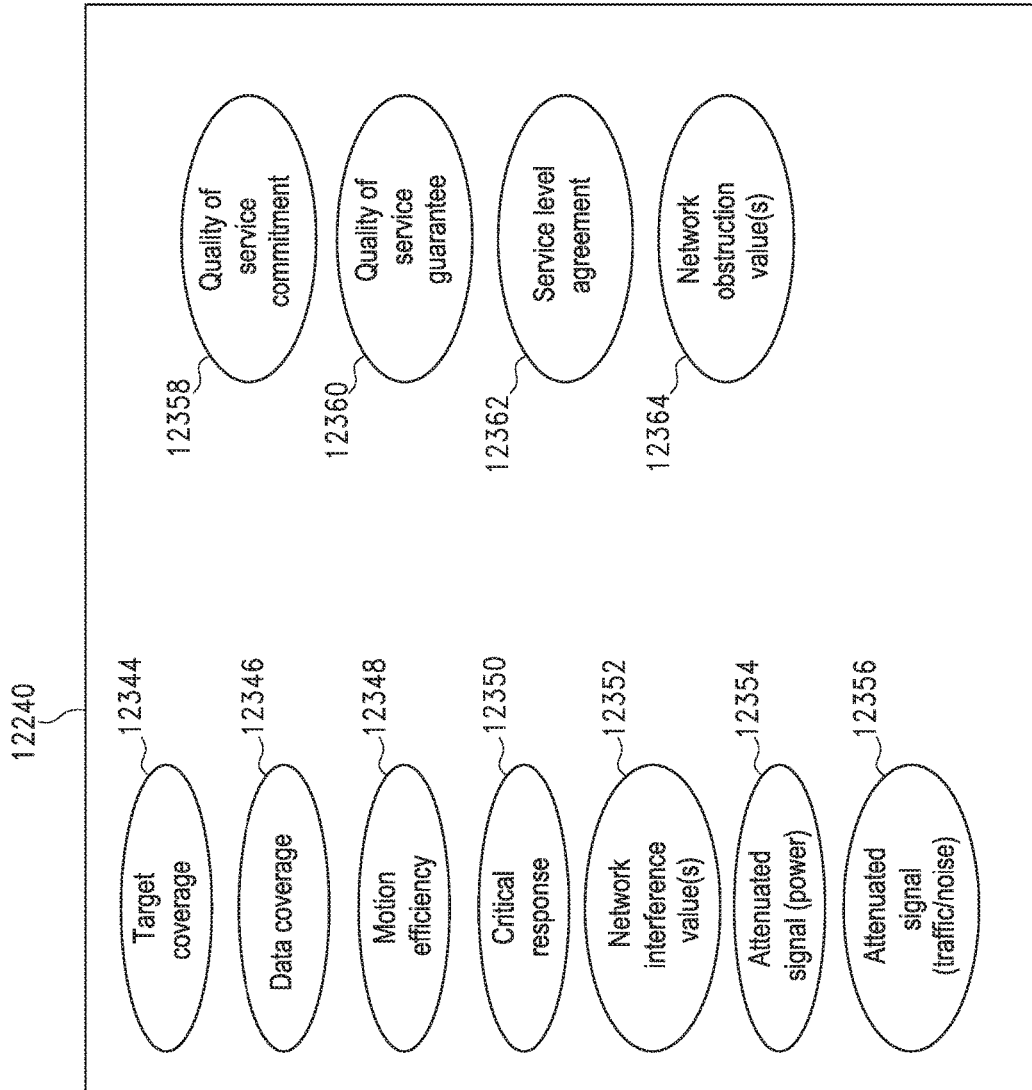 12240
12344
Target
coverage
12346
Data coverage
12348
Motion
efficiency
12350
Critical
response
12352
Network
interference
value(s)
12354
Attenuated
signal (power)
12356
Attenuated
signal
(traffic/noise)
12358
Quality of
service
commitment
12360
Quality of
service
guarantee
12362
Service level
agreement
12364
Network
obstruction
value(s)